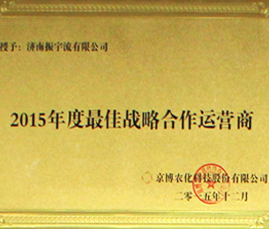 授予：济南振宇流有限公司
2015年度最佳战略合作运营商
京博农化科技股份有限公司
二零一五年十二月